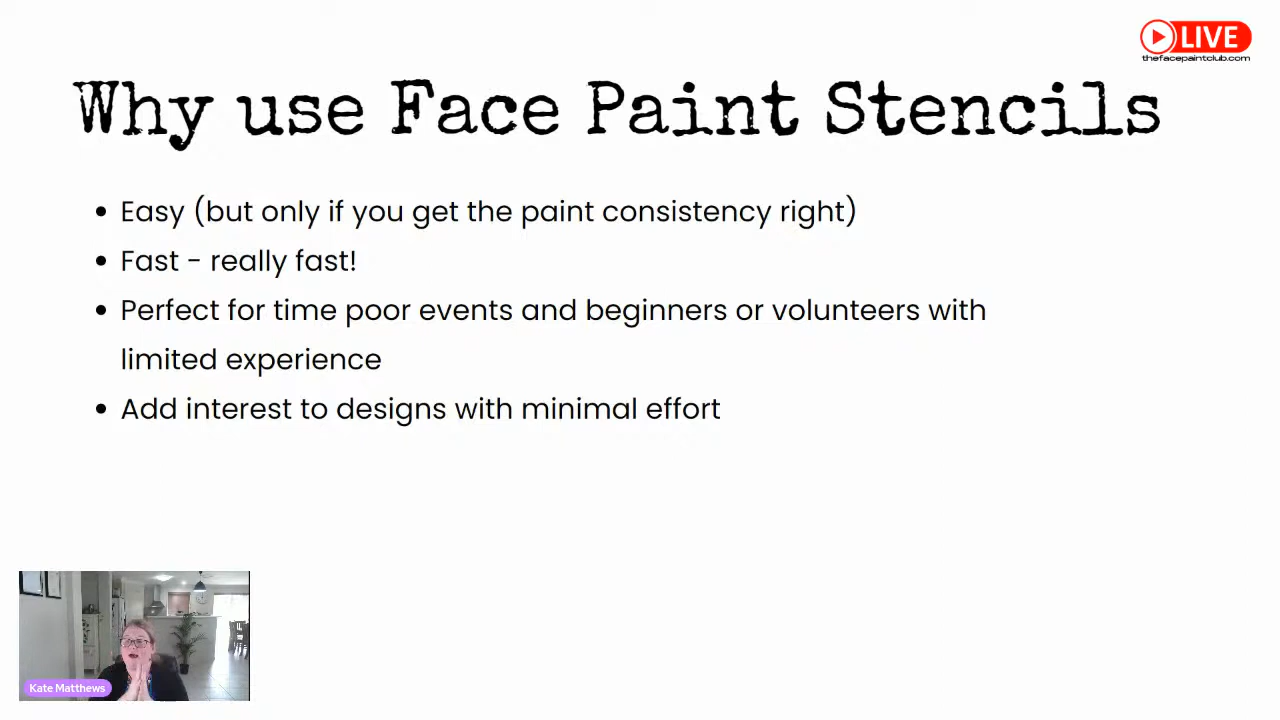 LIVE
thefacepaintclub.com
Why use Face Paint Stencils
Easy (but only if you get the paint consistency right)
Fast - really fast!
Perfect for time poor events and beginners or volunteers with
limited experience
Add interest to designs with minimal effort
Kate Matthews